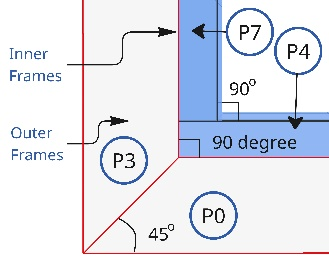 P7
P4
Inner
Frames
90°
Outer
Frames
90 degree
P3
P0
45°